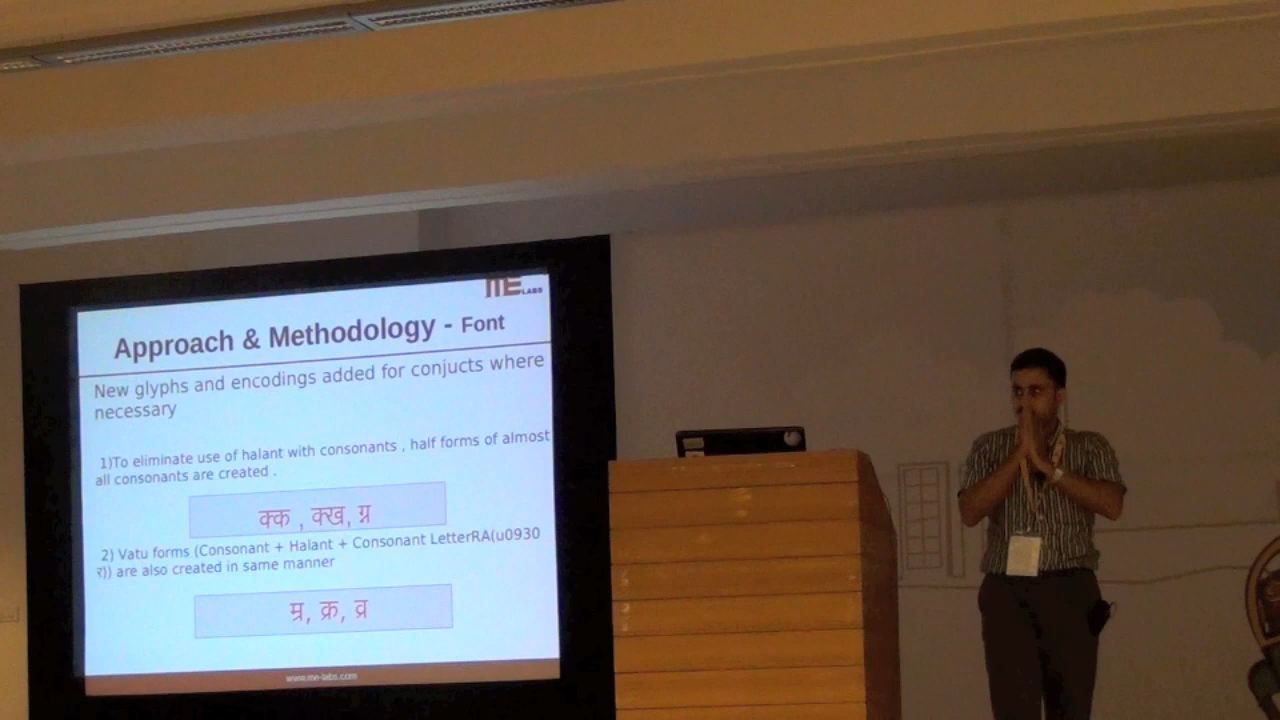 ME LABS
Approach & Methodology - Font
New glyphs and encodings added for conjucts where
necessary
1)To eliminate use of halant with consonants , half forms of almost
all consonants are created .
क्क , क्ख, ग्र
2) Vatu forms (Consonant + Halant + Consonant LetterRA(u0930
र)) are also created in same manner
म्र, क्र, व्र
www.me-labs.com